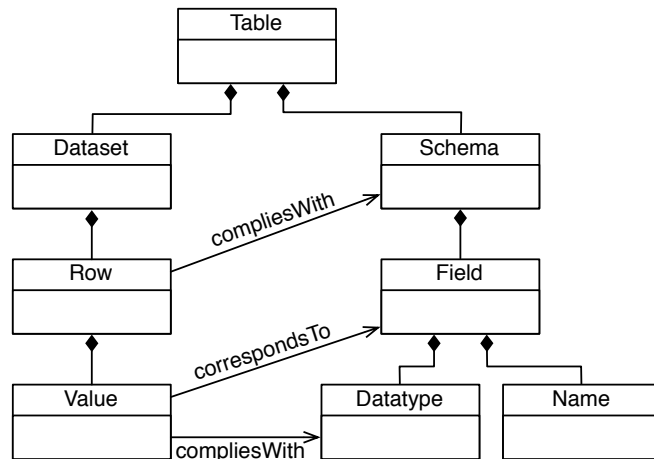 Table
Dataset
Schema
compliesWith
Row
Field
correspondsTo
Value
Datatype
Name
compliesWith